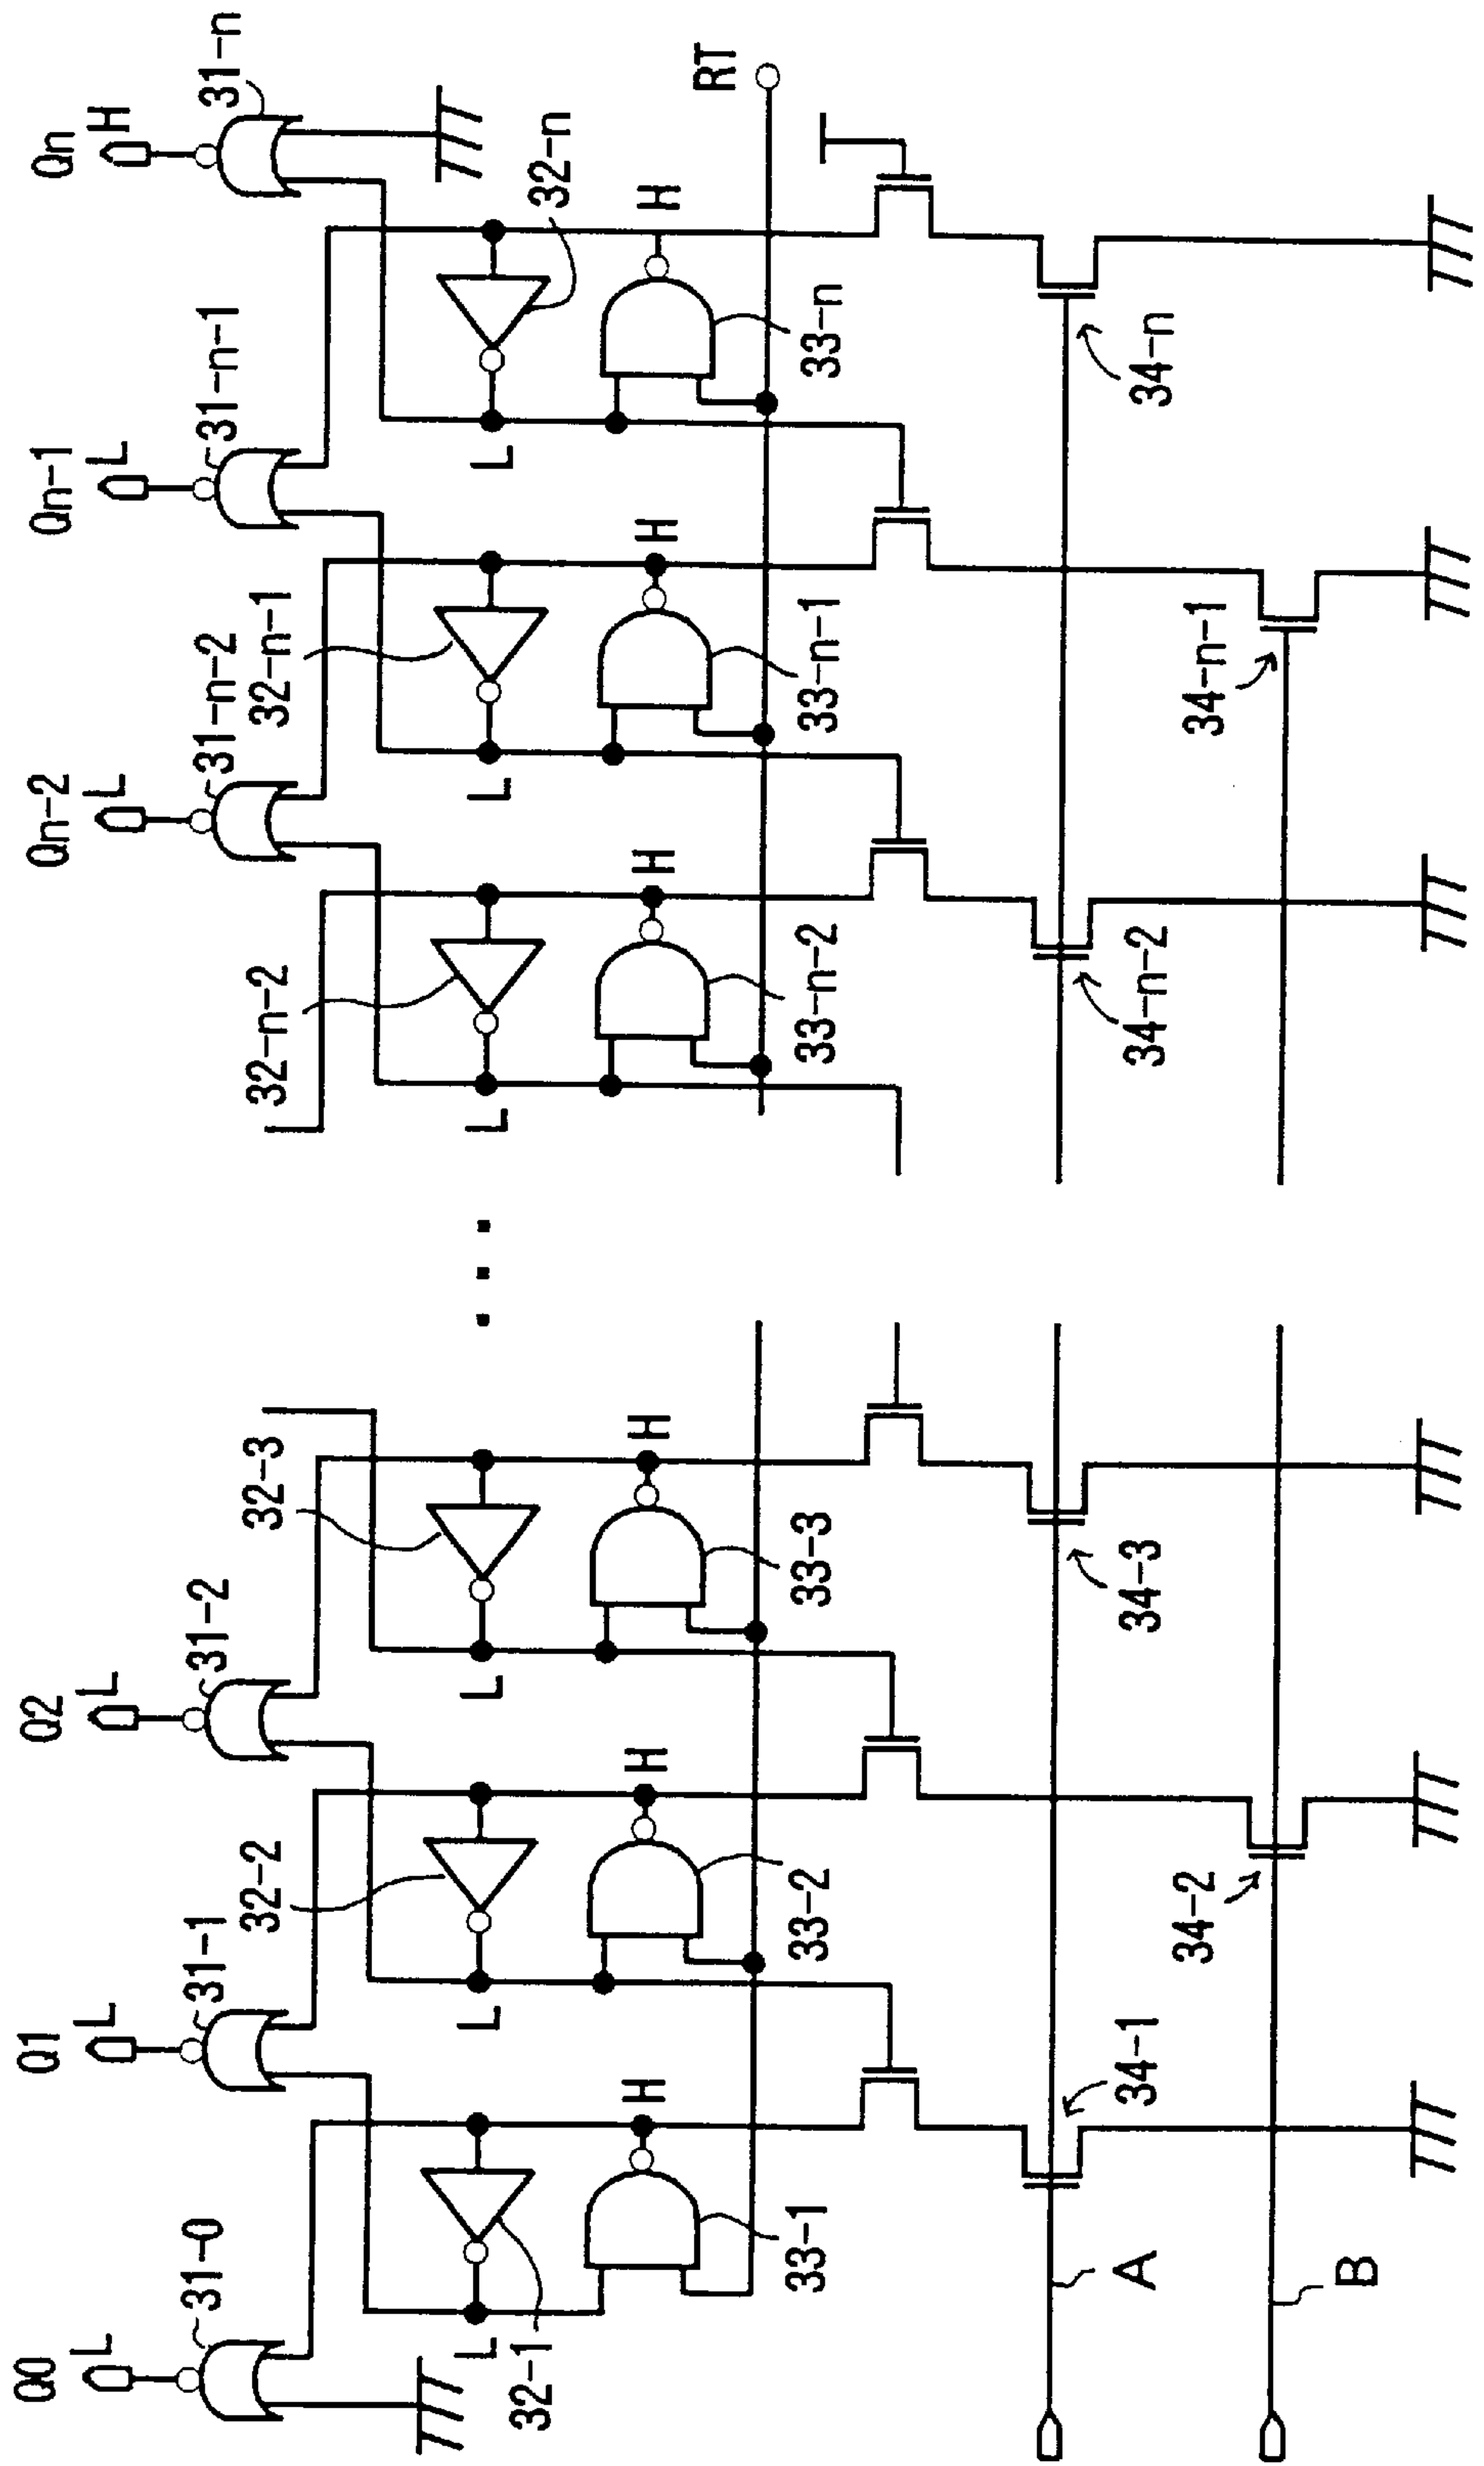 Q0
L
31-0
Q1
L
31-1
Q2
L
31-2
Qn-2
L
31-n-2
Qn-1
L
31-n-1
Qn
H
31-n
32-1
L
32-2
L
32-3
L
32-n-2
L
32-n-1
L
32-n
L
H
33-1
H
33-2
H
33-3
H
33-n-2
H
33-n-1
H
33-n
RT
34-1
34-2
34-3
34-n-2
34-n-1
34-n
A
B